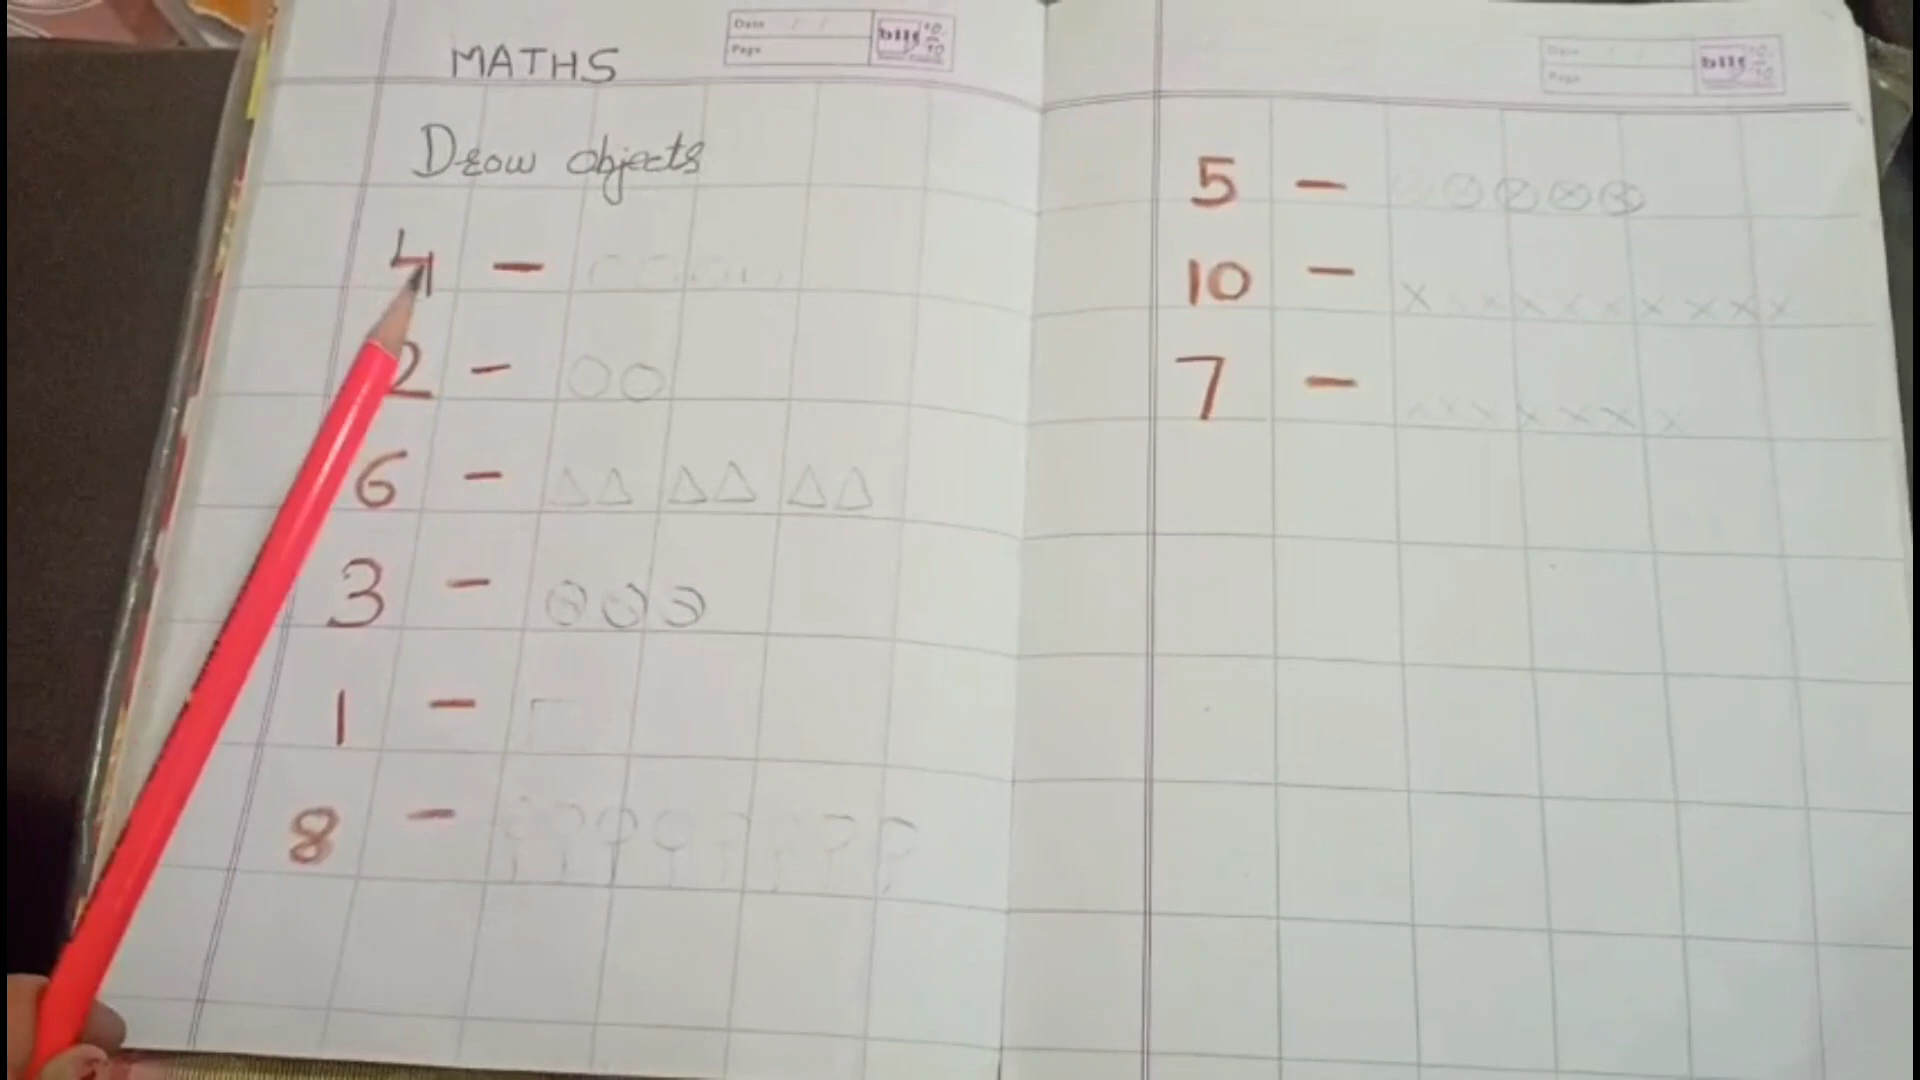 Date / /
Page
MATHS
Draw objects
4 -
2 -
6 -
3 -
1 -
8 -
Date / /
Page
5 -
10 -
7 -